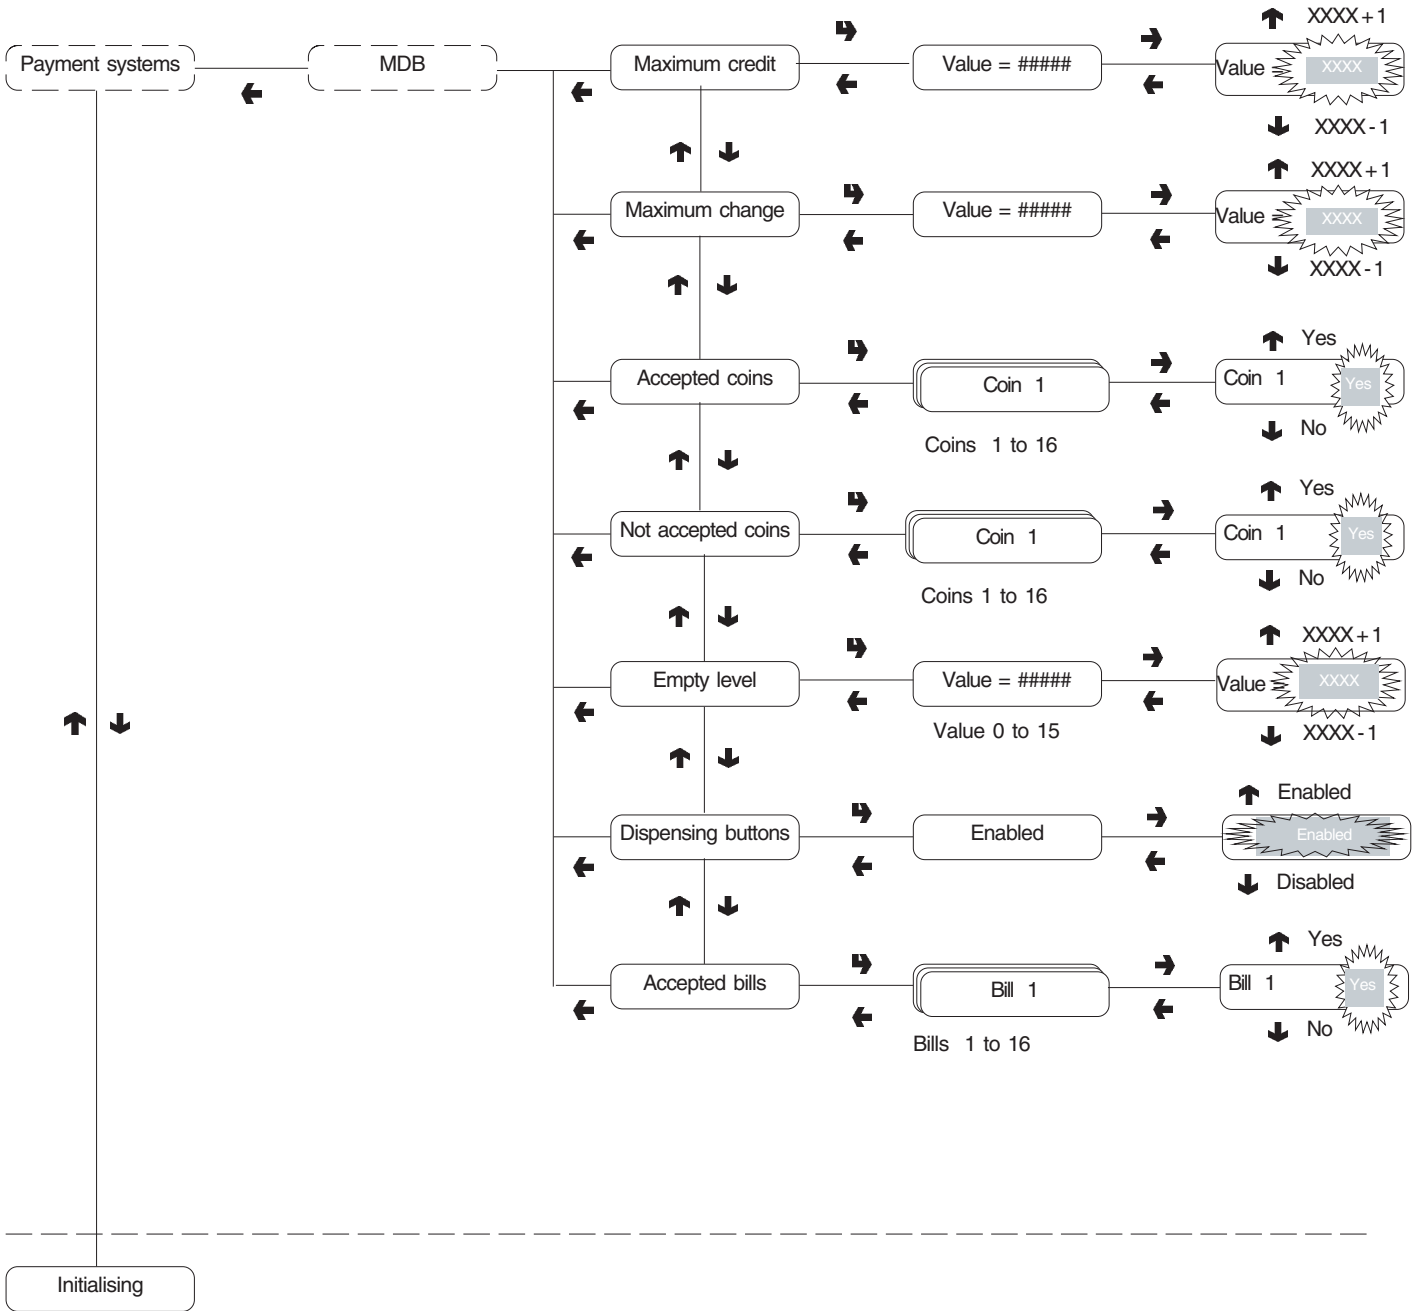 XXXX+1
Payment systems
MDB
Maximum credit
Value = #####
Value = XXXX
XXXX-1
XXXX+1
Maximum change
Value = #####
Value = XXXX
XXXX-1
Yes
Accepted coins
Coin 1
Coin 1 Yes
No
Coins 1 to 16
Yes
Not accepted coins
Coin 1
Coin 1 Yes
No
Coins 1 to 16
XXXX+1
Empty level
Value = #####
Value = XXXX
Value 0 to 15
XXXX-1
Enabled
Dispensing buttons
Enabled
Enabled
Disabled
Yes
Accepted bills
Bill 1
Bill 1 Yes
No
Bills 1 to 16
Initialising